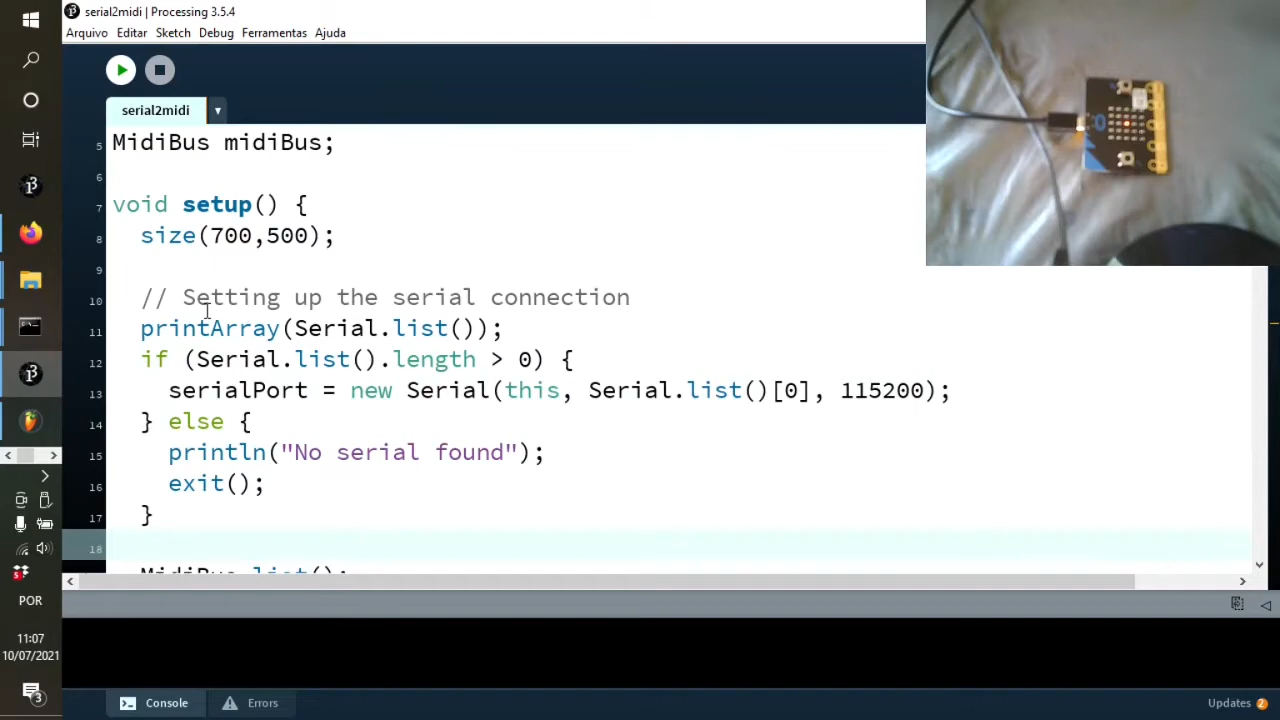 serial2midi | Processing 3.5.4
Arquivo Editar Sketch Debug Ferramentas Ajuda
serial2midi
5 MidiBus midiBus;
6
7 void setup() {
8 size(700,500);
9
10 // Setting up the serial connection
11 printArray(Serial.list());
12 if (Serial.list().length > 0) {
13 serialPort = new Serial(this, Serial.list()[0], 115200);
14 } else {
15 println("No serial found");
16 exit();
17 }
18
MidiBus.list();
Console Errors
Updates 2
POR
11:07
10/07/2021
3